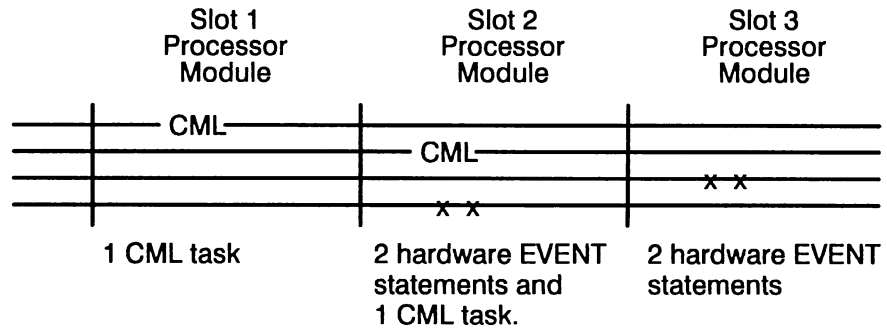 Slot 1
Processor
Module
Slot 2
Processor
Module
Slot 3
Processor
Module
CML
CML
x x
x x
1 CML task
2 hardware EVENT
statements and
1 CML task.
2 hardware EVENT
statements